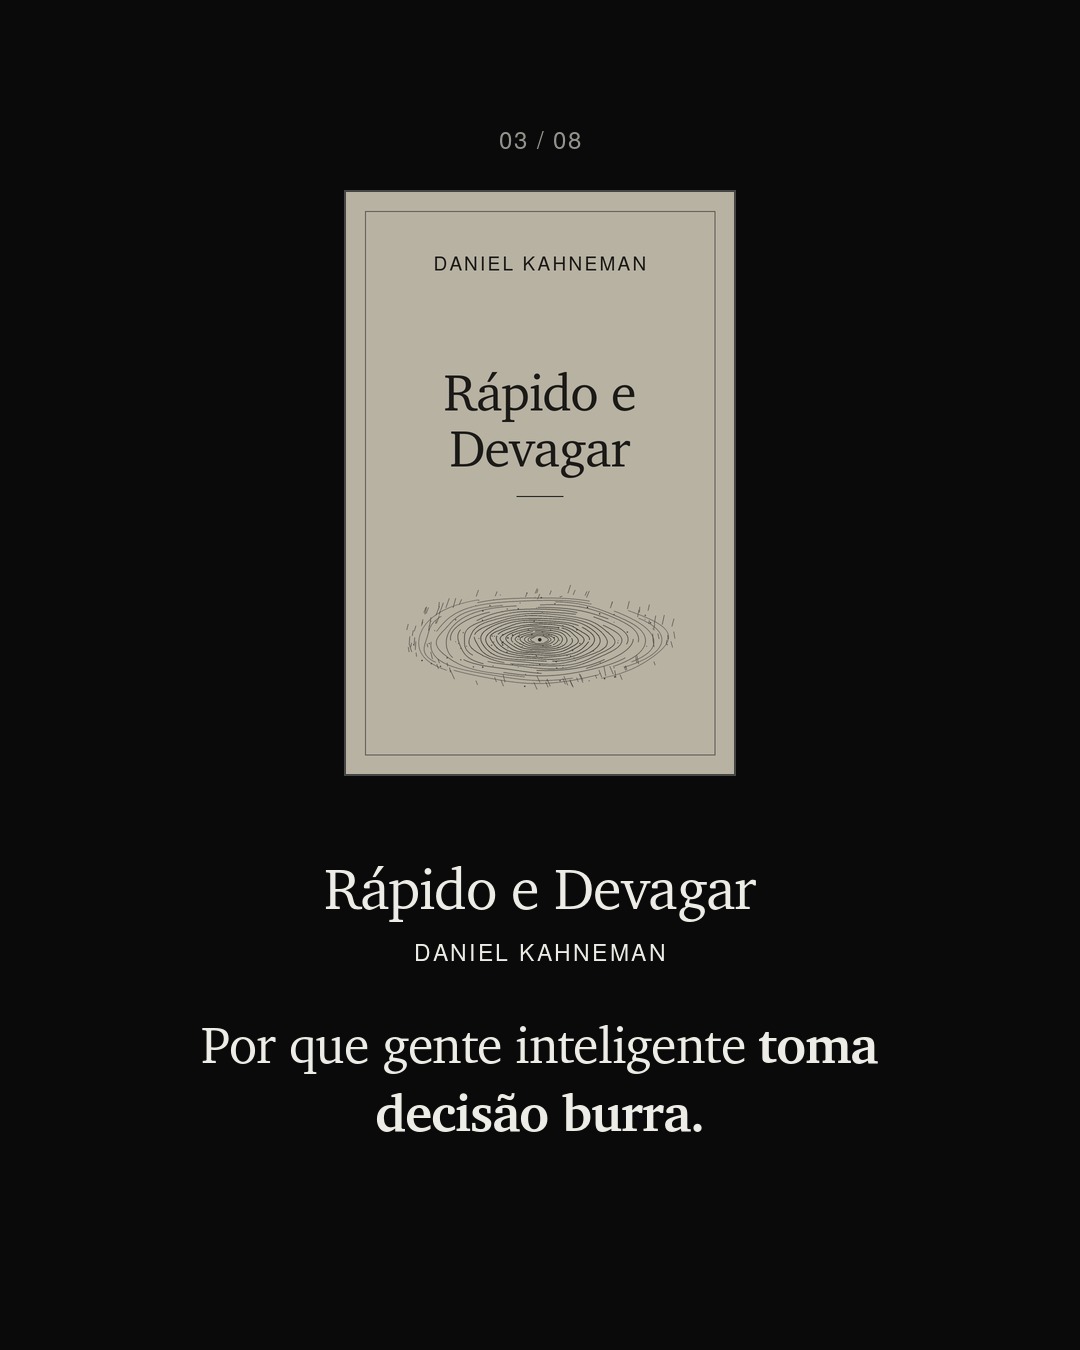 03 / 08
DANIEL KAHNEMAN
Rápido e
Devagar
Rápido e Devagar
DANIEL KAHNEMAN
Por que gente inteligente toma
decisão burra.